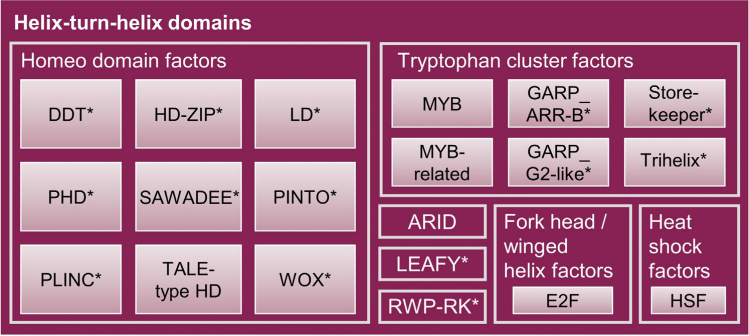 Helix-turn-helix domains
Homeo domain factors
DDT*
HD-ZIP*
LD*
PHD*
SAWADEE*
PINTO*
PLINC*
TALE-
type HD
WOX*
Tryptophan cluster factors
MYB
GARP_
ARR-B*
Store-
keeper*
MYB-
related
GARP_
G2-like*
Trihelix*
ARID
LEAFY*
RWP-RK*
Fork head /
winged
helix factors
E2F
Heat
shock
factors
HSF